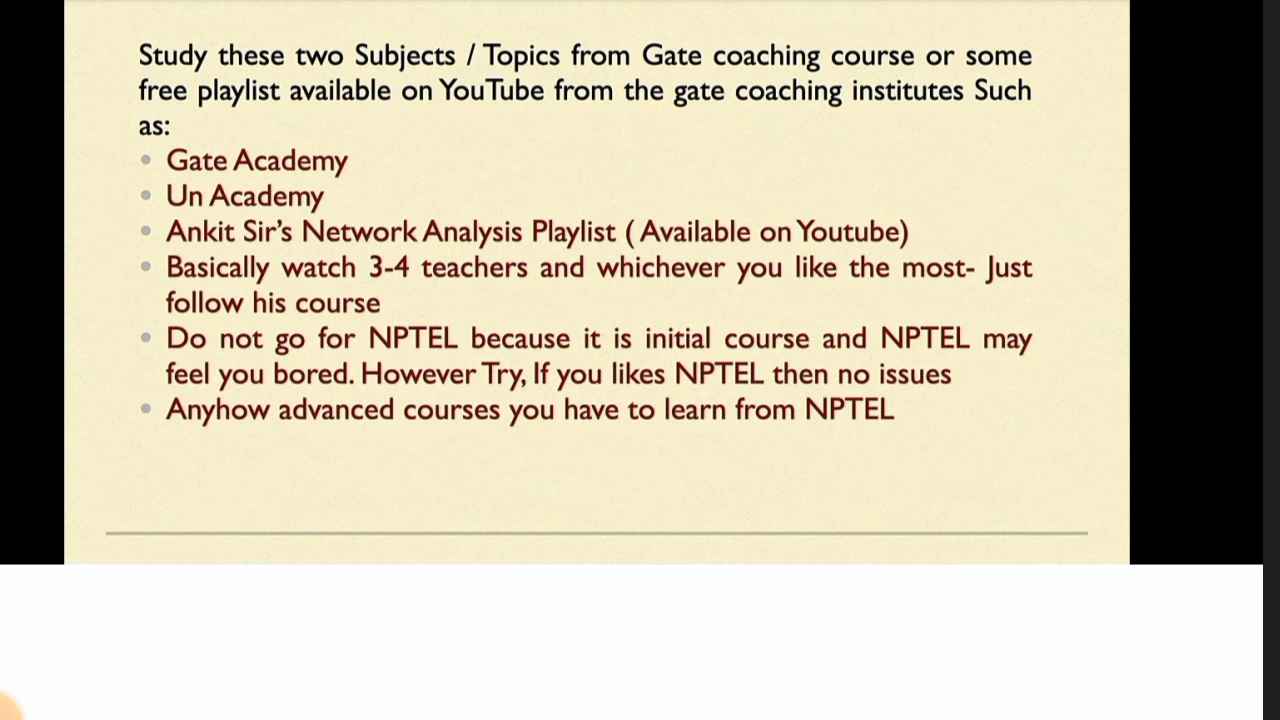 Study these two Subjects / Topics from Gate coaching course or some
free playlist available on YouTube from the gate coaching institutes Such
as:
• Gate Academy
• Un Academy
• Ankit Sir's Network Analysis Playlist ( Available on Youtube)
• Basically watch 3-4 teachers and whichever you like the most- Just
follow his course
• Do not go for NPTEL because it is initial course and NPTEL may
feel you bored. However Try, If you likes NPTEL then no issues
• Anyhow advanced courses you have to learn from NPTEL